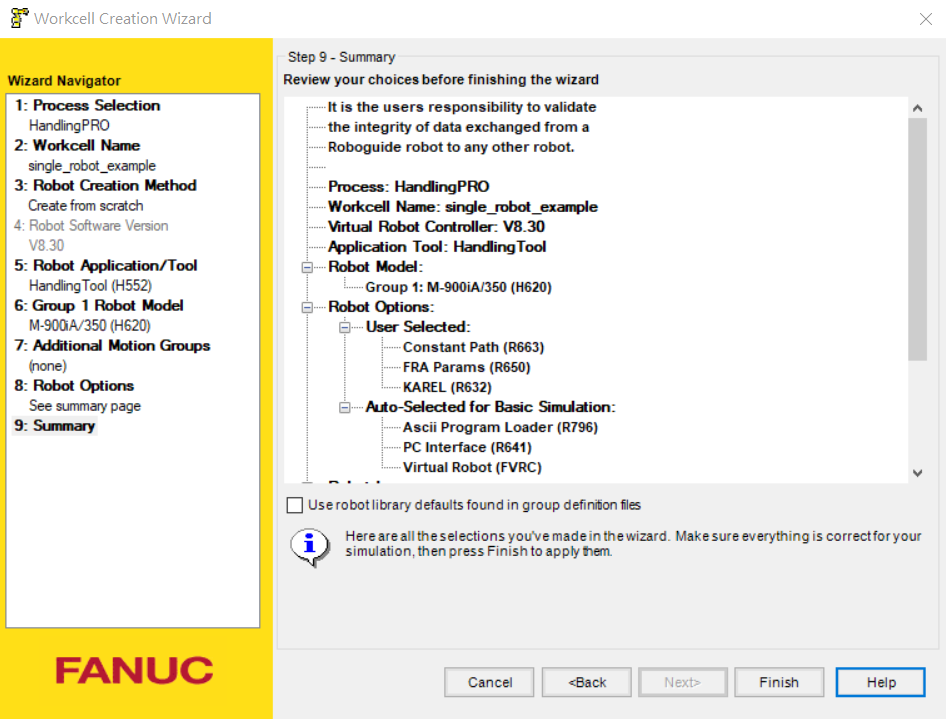 Workcell Creation Wizard
Wizard Navigator
1: Process Selection
HandlingPRO
2: Workcell Name
single_robot_example
3: Robot Creation Method
Create from scratch
4: Robot Software Version
V8.30
5: Robot Application/Tool
HandlingTool (H552)
6: Group 1 Robot Model
M-900iA/350 (H620)
7: Additional Motion Groups
(none)
8: Robot Options
See summary page
9: Summary
FANUC
Step 9 - Summary
Review your choices before finishing the wizard
It is the users responsibility to validate
the integrity of data exchanged from a
Roboguide robot to any other robot.
Process: HandlingPRO
Workcell Name: single_robot_example
Virtual Robot Controller: V8.30
Application Tool: HandlingTool
Robot Model:
Group 1: M-900iA/350 (H620)
Robot Options:
User Selected:
Constant Path (R663)
FRA Params (R650)
KAREL (R632)
Auto-Selected for Basic Simulation:
Ascii Program Loader (R796)
PC Interface (R641)
Virtual Robot (FVRC)
Use robot library defaults found in group definition files
Here are all the selections you've made in the wizard. Make sure everything is correct for your
simulation, then press Finish to apply them.
Cancel
<Back
Next>
Finish
Help